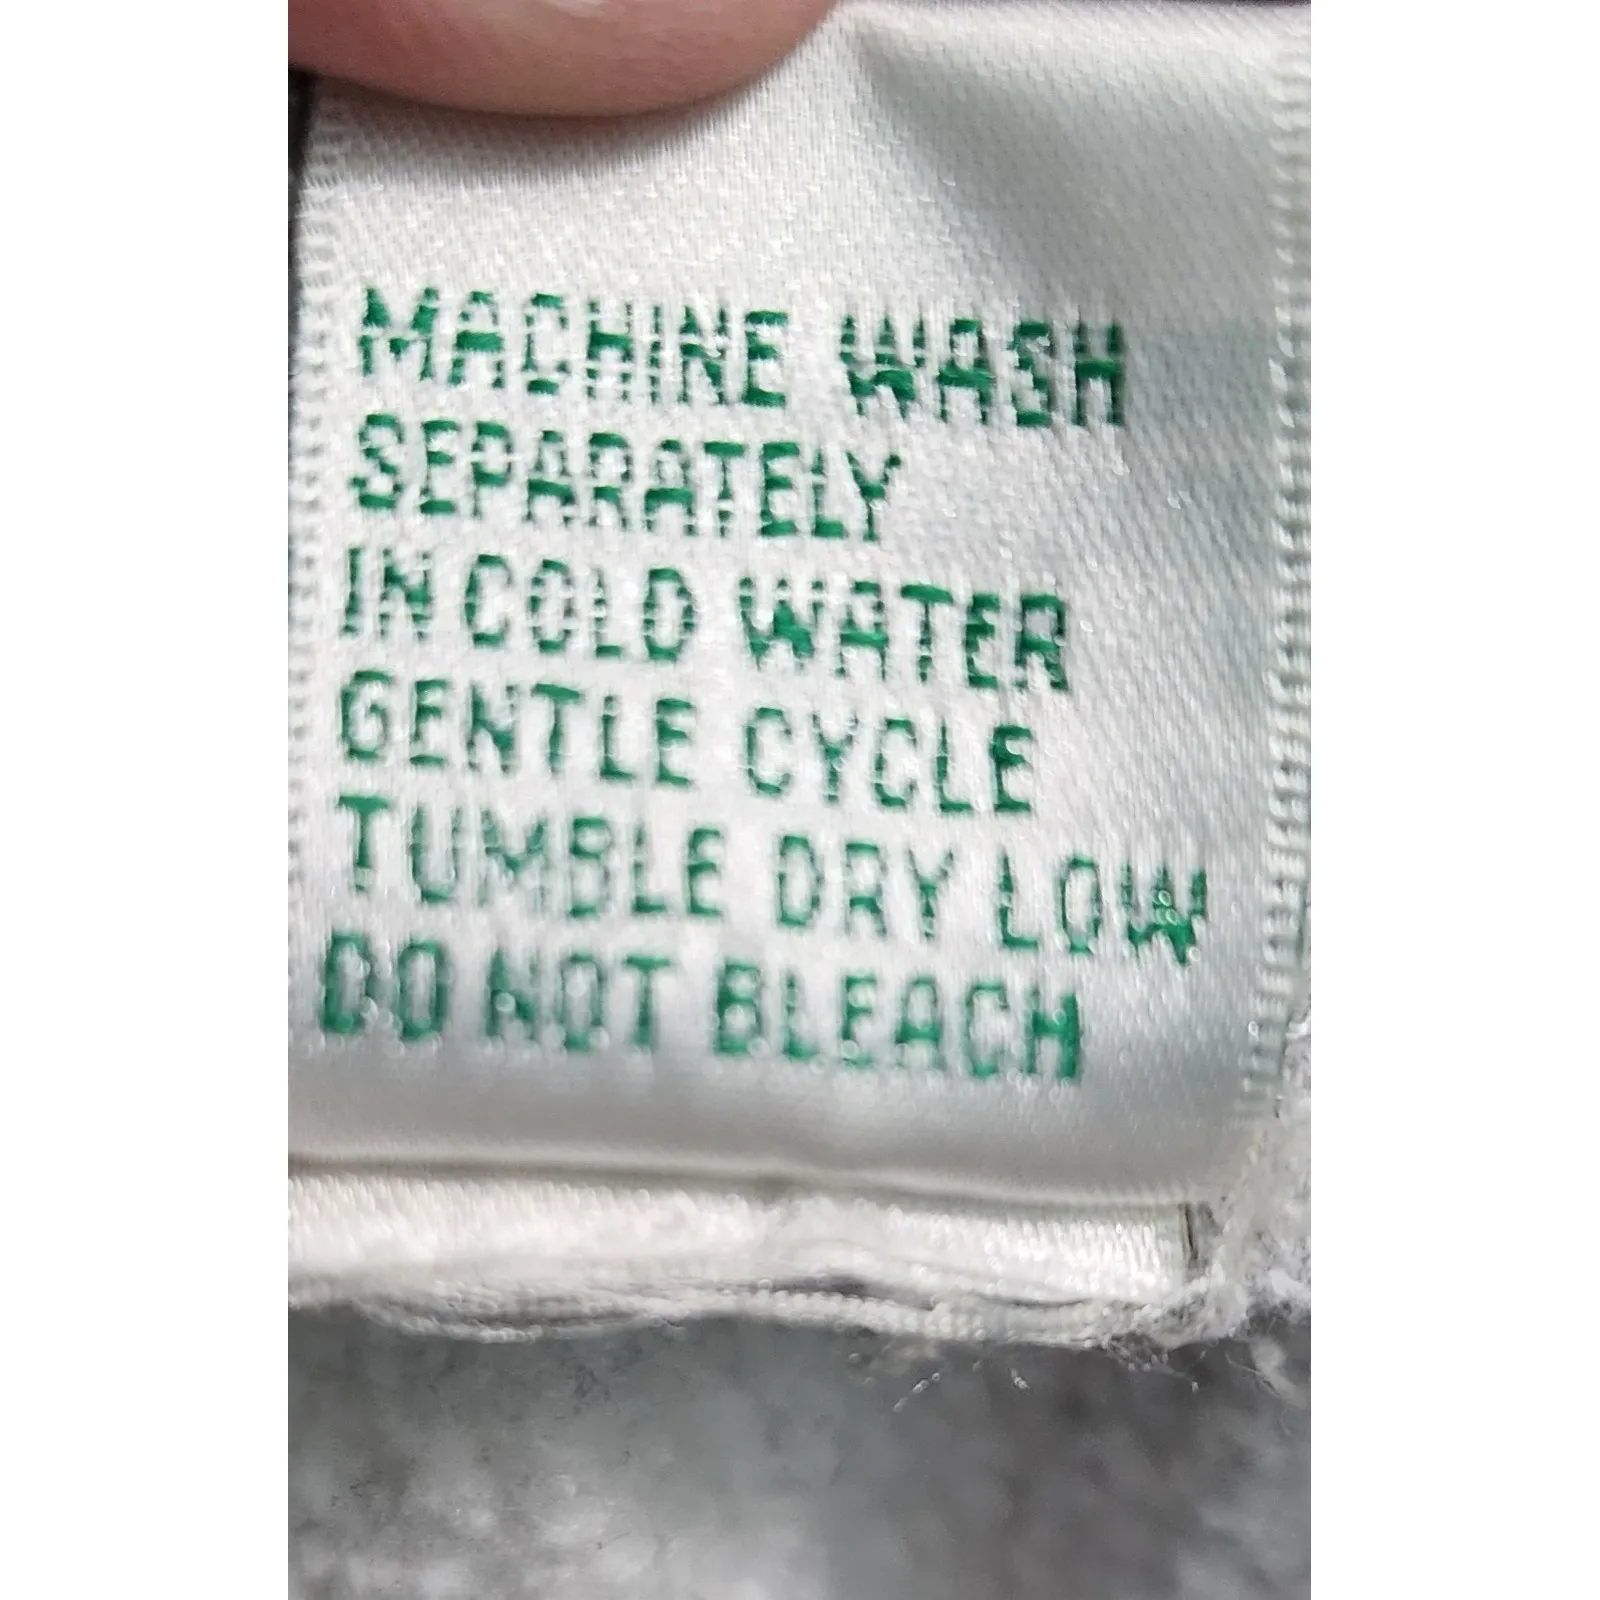 MACHINE WASH
SEPARATELY
IN COLD WATER
GENTLE CYCLE
TUMBLE DRY LOW
DO NOT BLEACH